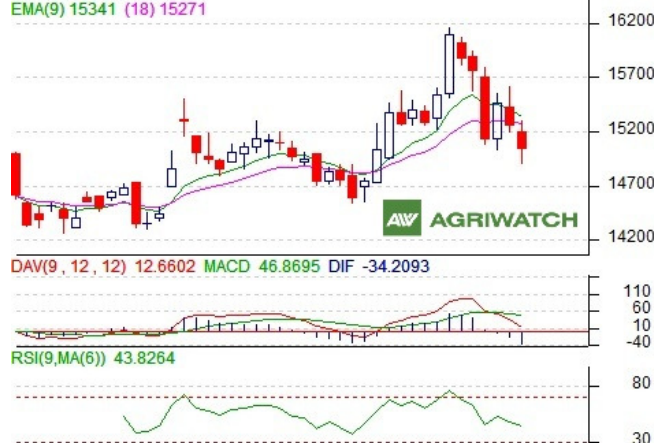 EMA(9) 15341 (18) 15271
16200
15700
15200
14700
14200
AW AGRIWATCH
DAV(9 , 12 , 12) 12.6602 MACD 46.8695 DIF -34.2093
110
60
10
-40
RSI(9,MA(6)) 43.8264
80
30